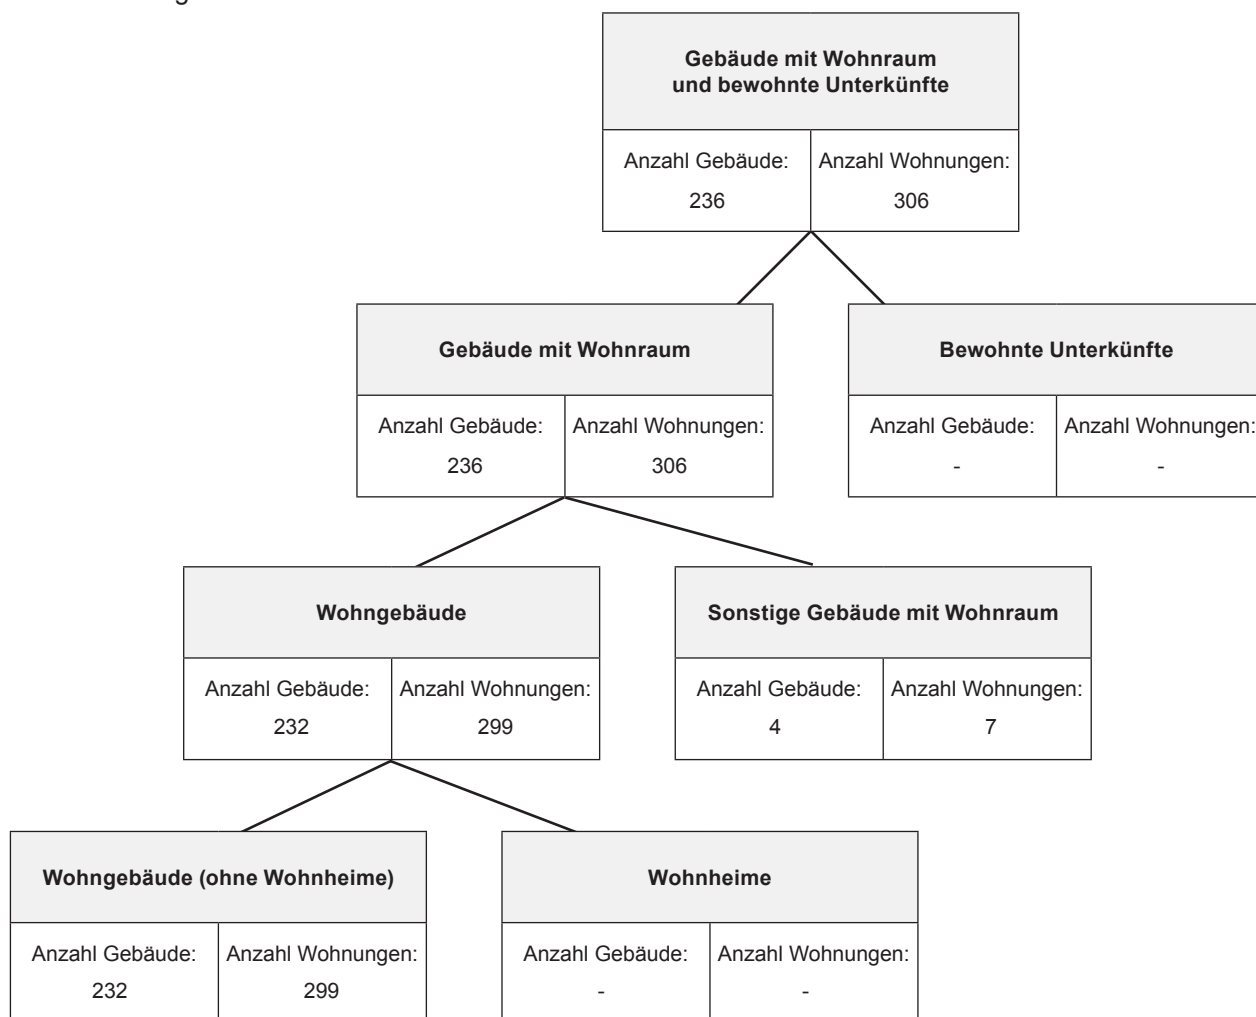 Gebäude mit Wohnraum
und bewohnte Unterkünfte
Anzahl Gebäude: Anzahl Wohnungen:
236 306
Gebäude mit Wohnraum
Bewohnte Unterkünfte
Anzahl Gebäude: Anzahl Wohnungen:
236 306
Anzahl Gebäude: Anzahl Wohnungen:
- -
Wohngebäude
Sonstige Gebäude mit Wohnraum
Anzahl Gebäude: Anzahl Wohnungen:
232 299
Anzahl Gebäude: Anzahl Wohnungen:
4 7
Wohngebäude (ohne Wohnheime)
Wohnheime
Anzahl Gebäude: Anzahl Wohnungen:
232 299
Anzahl Gebäude: Anzahl Wohnungen:
- -